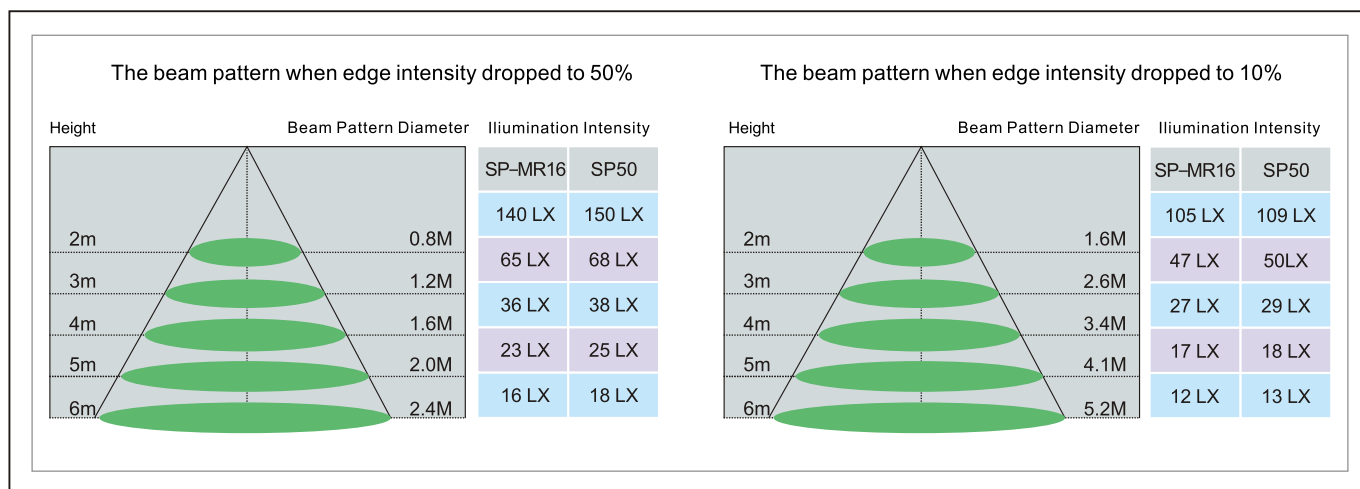 The beam pattern when edge intensity dropped to 50%
Height Beam Pattern Diameter Iliumination Intensity
SP–MR16 SP50
140 LX 150 LX
2m 0.8M
65 LX 68 LX
3m 1.2M
36 LX 38 LX
4m 1.6M
23 LX 25 LX
5m 2.0M
16 LX 18 LX
6m 2.4M
The beam pattern when edge intensity dropped to 10%
Height Beam Pattern Diameter Iliumination Intensity
SP–MR16 SP50
105 LX 109 LX
2m 1.6M
47 LX 50LX
3m 2.6M
27 LX 29 LX
4m 3.4M
17 LX 18 LX
5m 4.1M
12 LX 13 LX
6m 5.2M